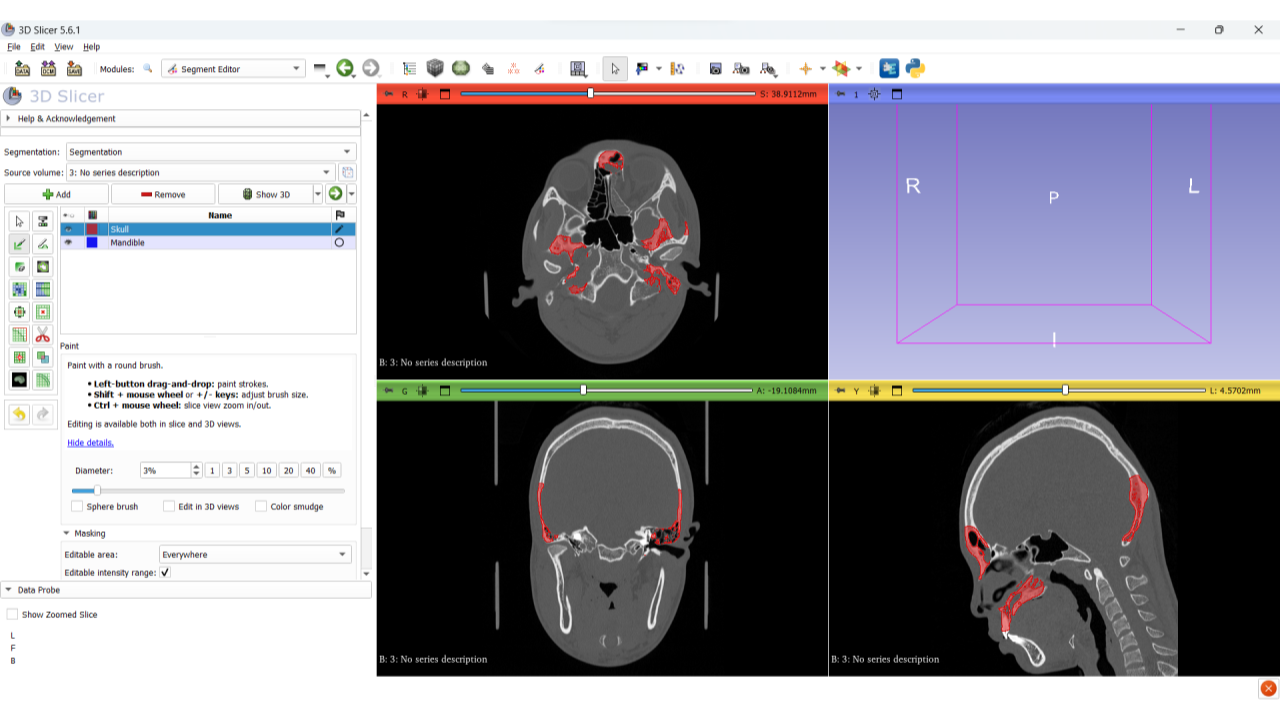 3D Slicer 5.6.1
File Edit View Help
DATA DCM SAVE Modules: Segment Editor
3D Slicer
Help & Acknowledgement
Segmentation: Segmentation
Source volume: 3: No series description
Add Remove Show 3D
Name
Skull
Mandible
Paint
Paint with a round brush.
• Left-button drag-and-drop: paint strokes.
• Shift + mouse wheel or +/- keys: adjust brush size.
• Ctrl + mouse wheel: slice view zoom in/out.
Editing is available both in slice and 3D views.
Hide details.
Diameter: 3% 1 3 5 10 20 40 %
Sphere brush Edit in 3D views Color smudge
Masking
Editable area: Everywhere
Editable intensity range:
Data Probe
Show Zoomed Slice
L
F
B
R S: 38.9112mm
B: 3: No series description
1
R P L
I
G A: -19.1084mm
B: 3: No series description
Y L: 4.5702mm
B: 3: No series description